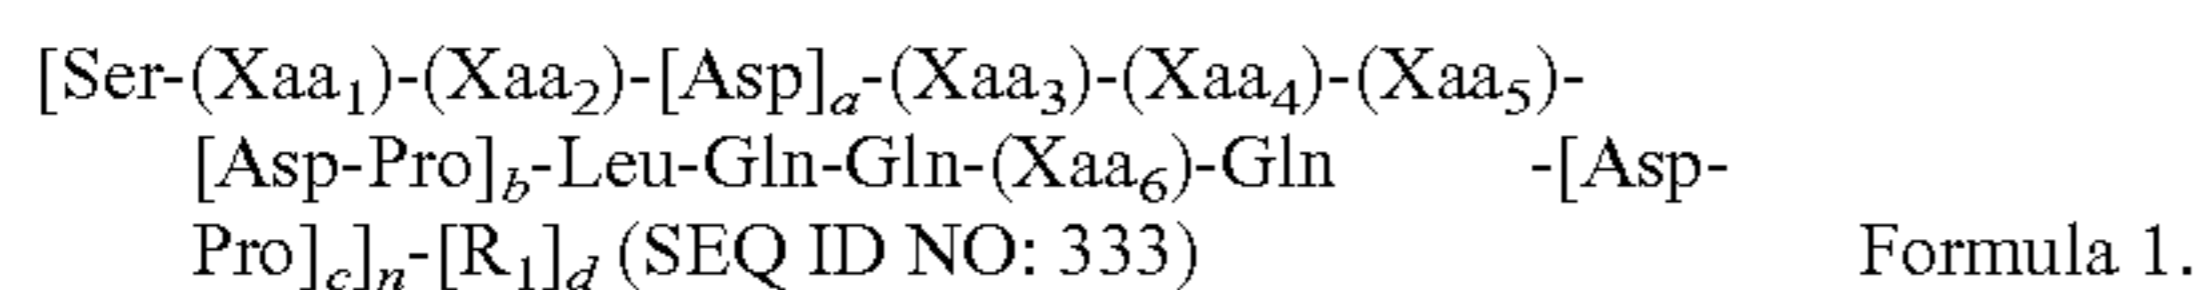 [Ser-(Xaa₁)-(Xaa₂)-[Asp]ₐ-(Xaa₃)-(Xaa₄)-(Xaa₅)-
[Asp-Pro]b-Leu-Gln-Gln-(Xaa₆)-Gln -[Asp-
Pro]c]n-[R₁]d (SEQ ID NO: 333) Formula 1.